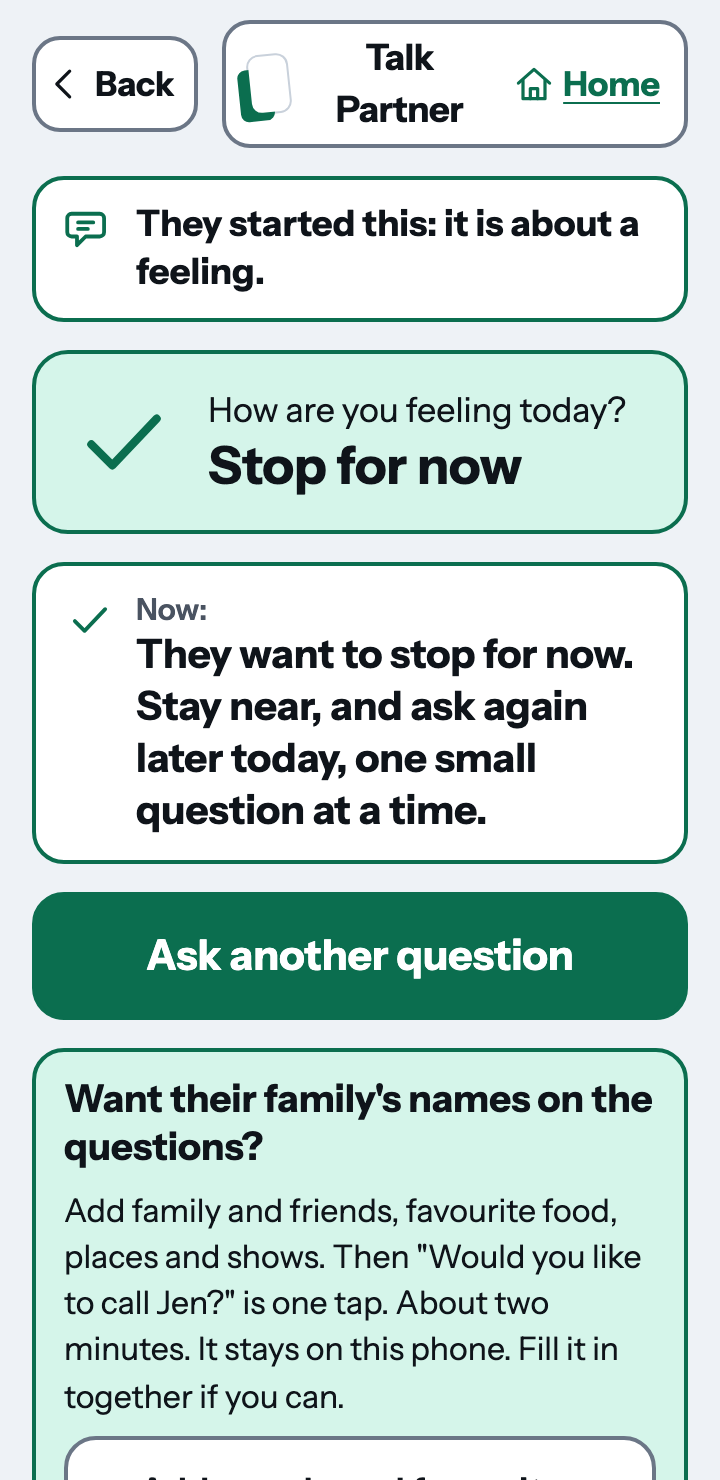 Back
Talk
Partner
Home
They started this: it is about a
feeling.
How are you feeling today?
Stop for now
Now:
They want to stop for now.
Stay near, and ask again
later today, one small
question at a time.
Ask another question
Want their family's names on the
questions?
Add family and friends, favourite food,
places and shows. Then "Would you like
to call Jen?" is one tap. About two
minutes. It stays on this phone. Fill it in
together if you can.